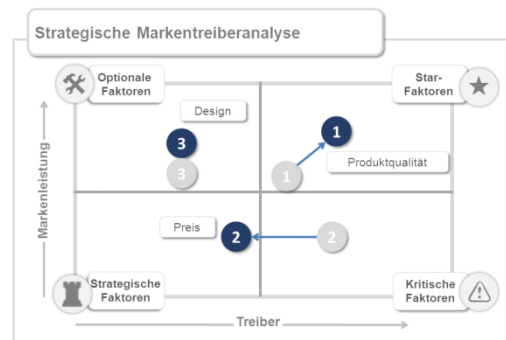 Strategische Markentreiberanalyse
Optionale
Faktoren
Star-
Faktoren
Design
3
3
1
1
Produktqualität
Markenleistung
Preis
2
2
Strategische
Faktoren
Kritische
Faktoren
Treiber